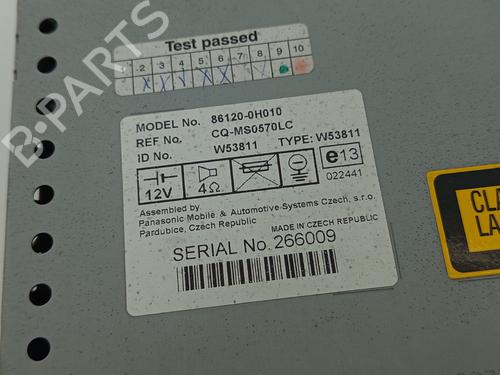 Test passed
1 2 3 4 5 6 7 8 9 10
MODEL No. 86120-0H010
REF No. CQ-MS0570LC
ID No. W53811 TYPE: W53811
12V 4Ω e13
022441
Assembled by
Panasonic Mobile & Automotive Systems Czech, s.r.o.
Pardubice, Czech Republic
MADE IN CZECH REPUBLIC
SERIAL No. 266009
CLA
LA
B-PARTS